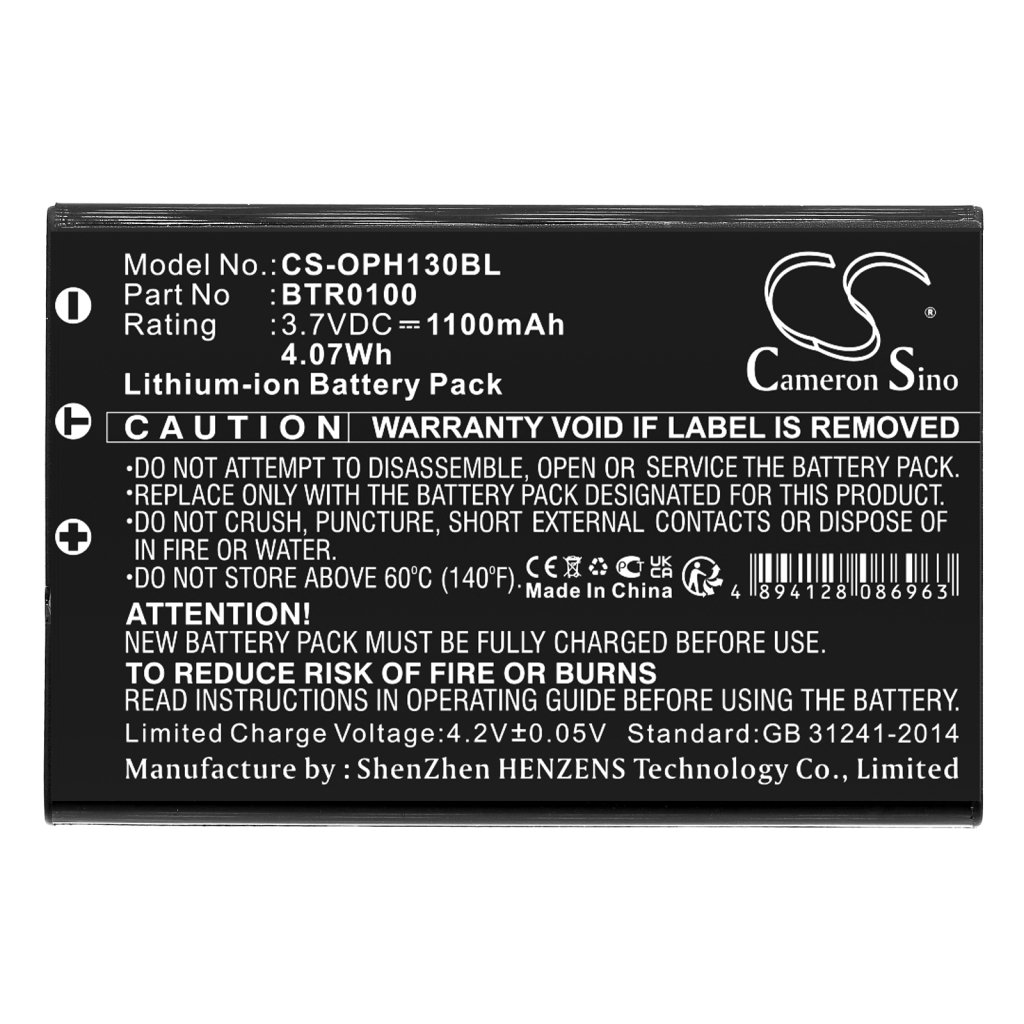 Model No.: CS-OPH130BL
Part No : BTR0100
Rating : 3.7VDC⎓1100mAh
4.07Wh
Lithium-ion Battery Pack
CS
®
Cameron Sino
CAUTION WARRANTY VOID IF LABEL IS REMOVED
•DO NOT ATTEMPT TO DISASSEMBLE, OPEN OR SERVICE THE BATTERY PACK.
•REPLACE ONLY WITH THE BATTERY PACK DESIGNATED FOR THIS PRODUCT.
•DO NOT CRUSH, PUNCTURE, SHORT EXTERNAL CONTACTS OR DISPOSE OF
IN FIRE OR WATER.
•DO NOT STORE ABOVE 60°C (140°F).
CE PCT UK CA
Made In China
4 894128 086963
ATTENTION!
NEW BATTERY PACK MUST BE FULLY CHARGED BEFORE USE.
TO REDUCE RISK OF FIRE OR BURNS
READ INSTRUCTIONS IN OPERATING GUIDE BEFORE USING THE BATTERY.
Limited Charge Voltage:4.2V±0.05V Standard:GB 31241-2014
Manufacture by : ShenZhen HENZENS Technology Co., Limited